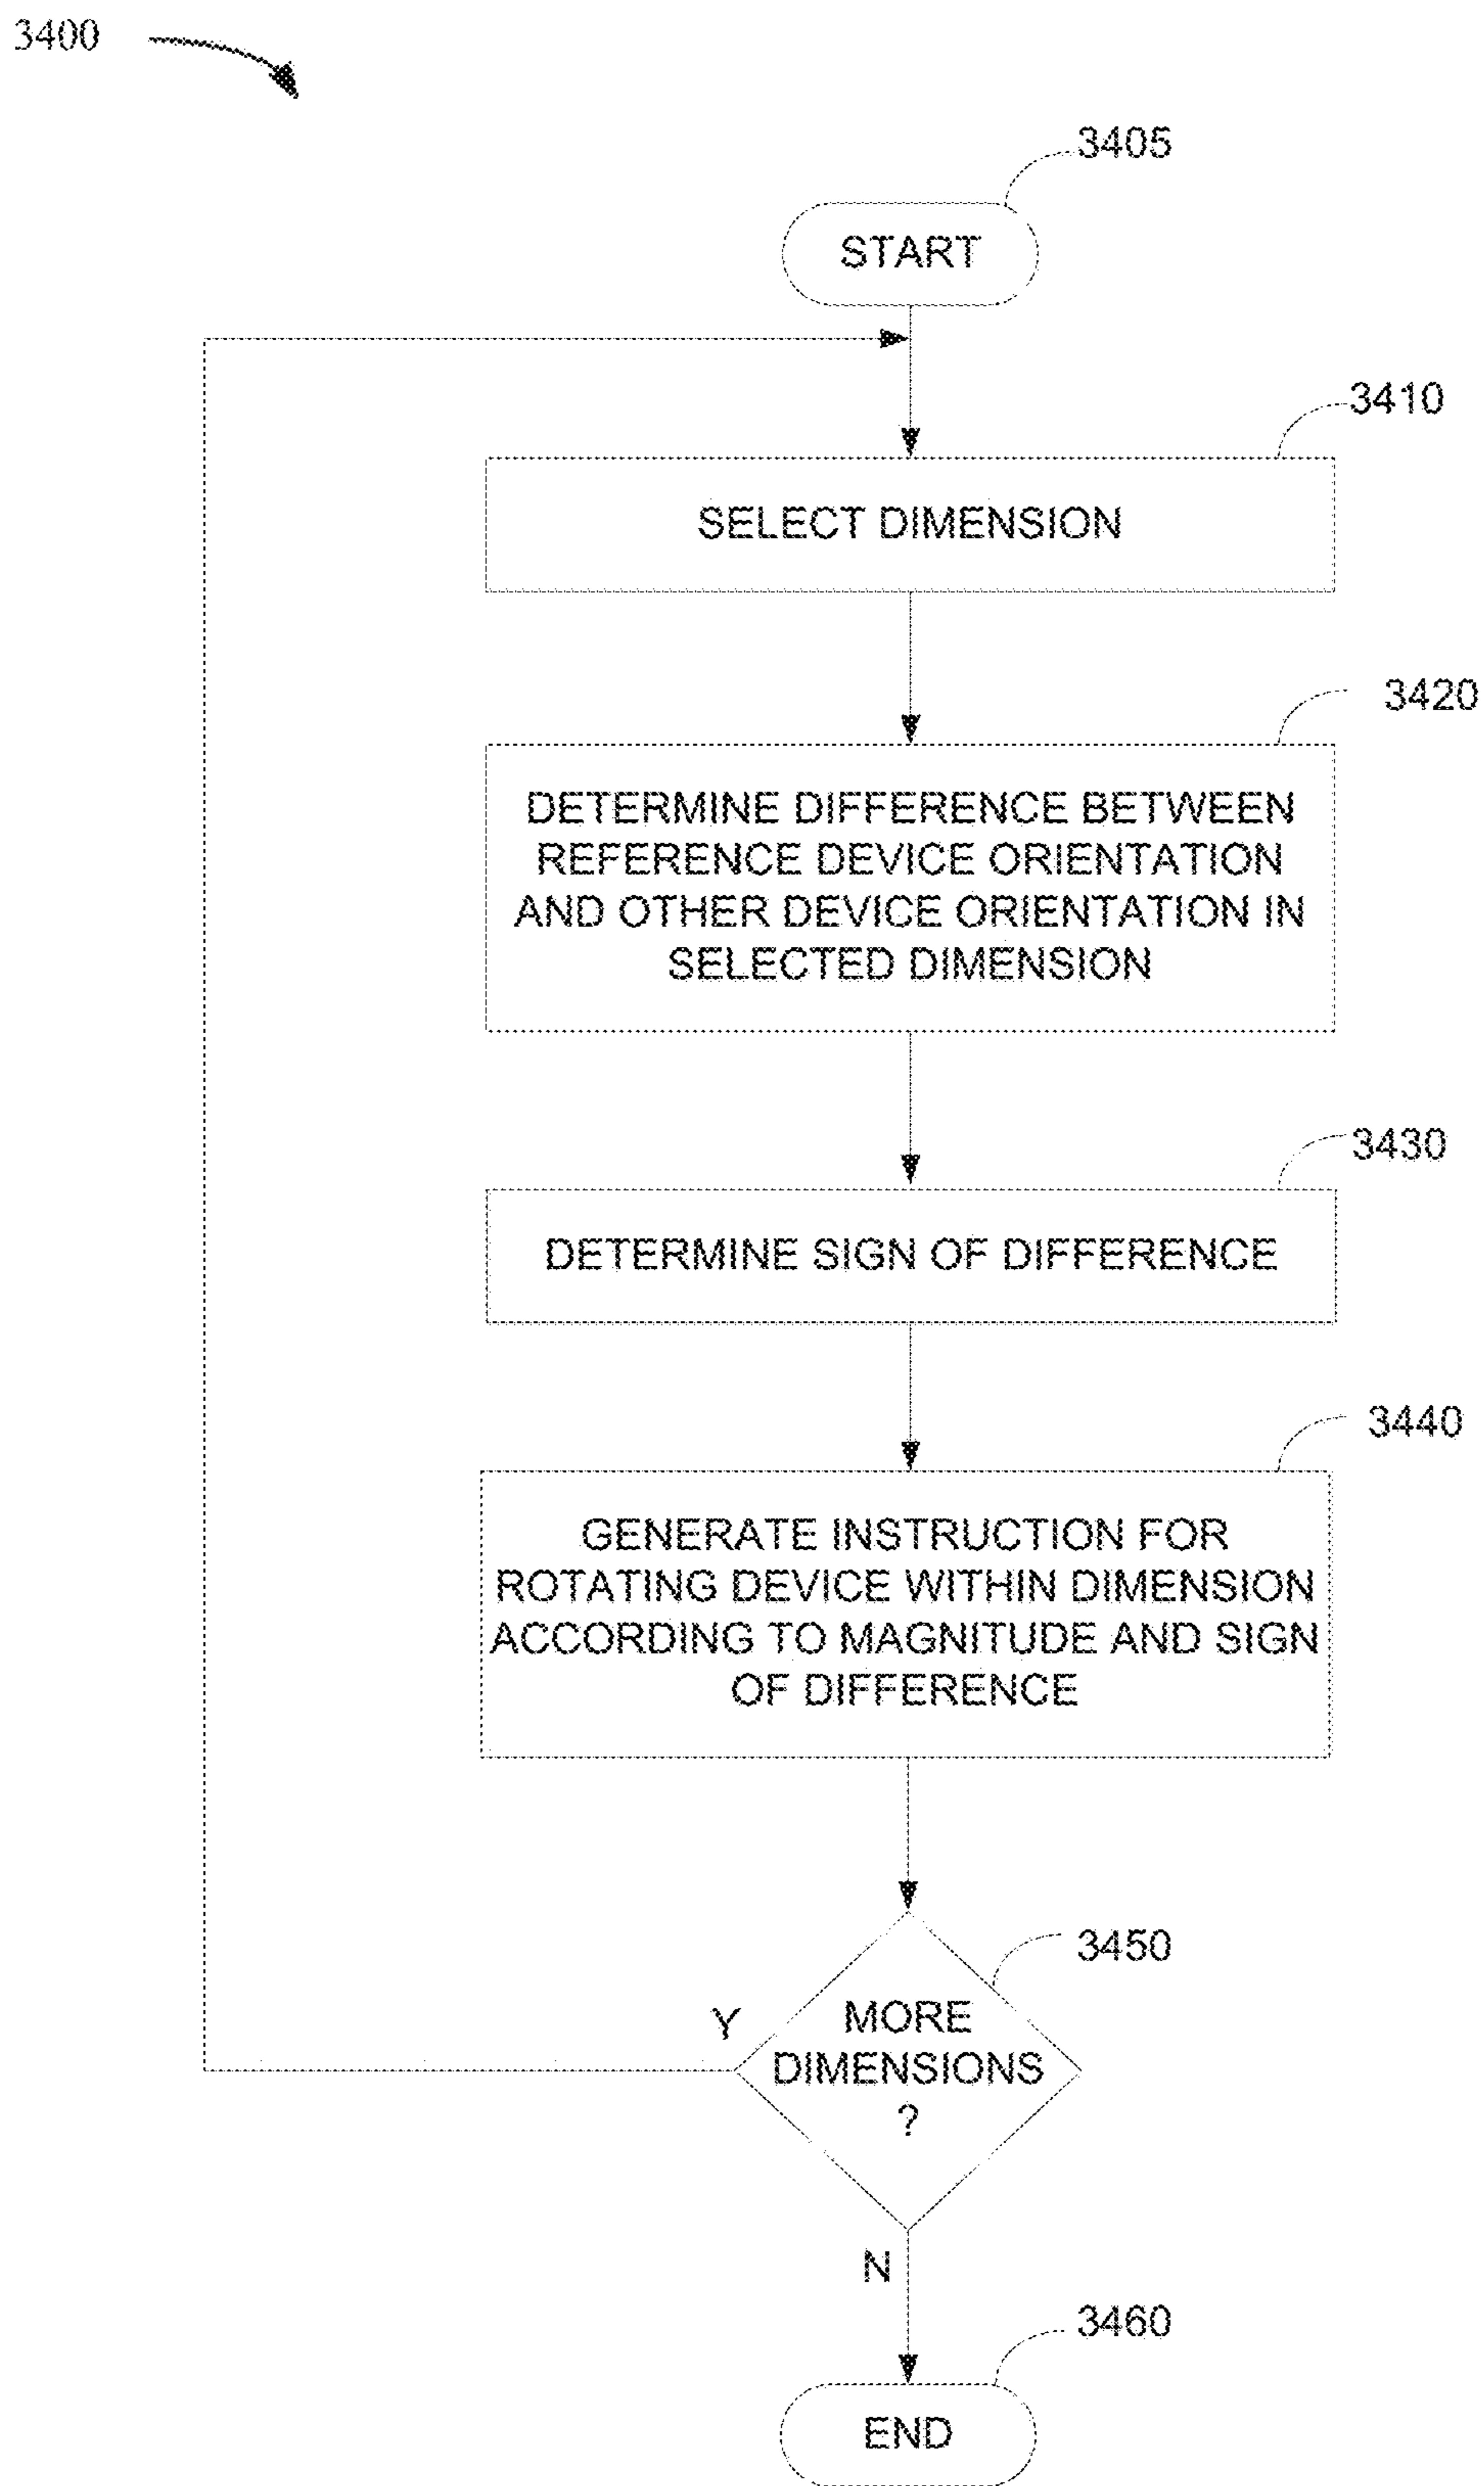 3400
3405
START
3410
SELECT DIMENSION
3420
DETERMINE DIFFERENCE BETWEEN
REFERENCE DEVICE ORIENTATION
AND OTHER DEVICE ORIENTATION IN
SELECTED DIMENSION
3430
DETERMINE SIGN OF DIFFERENCE
3440
GENERATE INSTRUCTION FOR
ROTATING DEVICE WITHIN DIMENSION
ACCORDING TO MAGNITUDE AND SIGN
OF DIFFERENCE
3450
Y
MORE
DIMENSIONS
?
N
3460
END